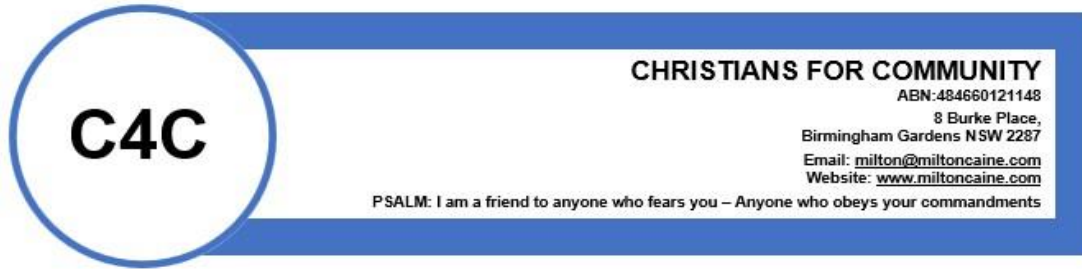 C4C
CHRISTIANS FOR COMMUNITY
ABN:484660121148
8 Burke Place,
Birmingham Gardens NSW 2287
Email: milton@miltoncaine.com
Website: www.miltoncaine.com
PSALM: I am a friend to anyone who fears you – Anyone who obeys your commandments